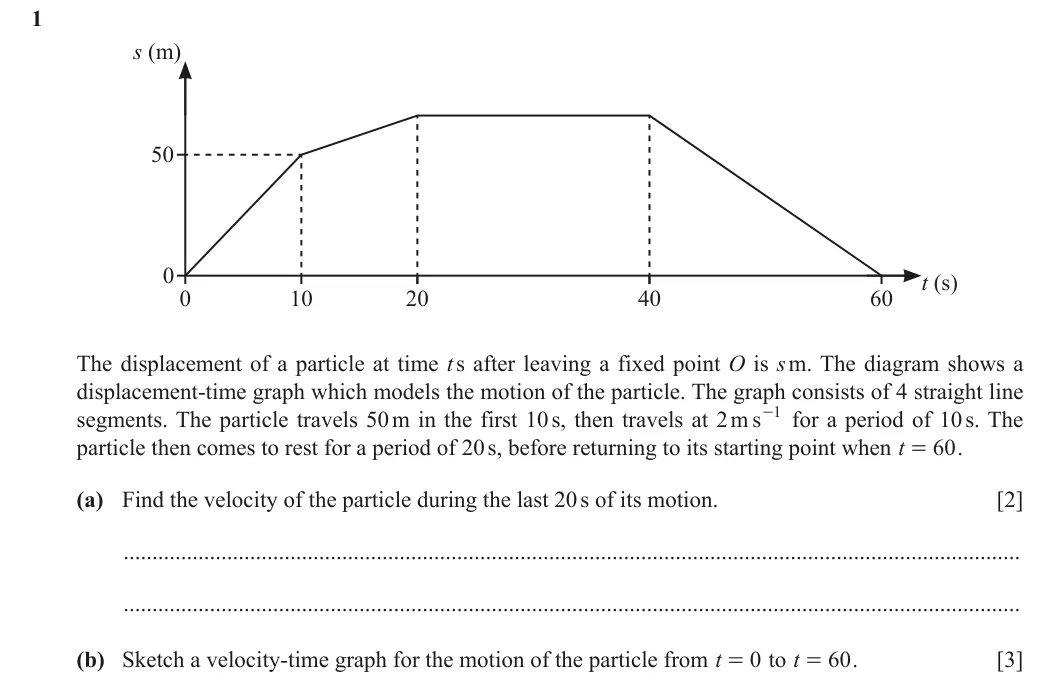 1
s (m)
50
0
0 10 20 40 60 t (s)
The displacement of a particle at time t s after leaving a fixed point O is s m. The diagram shows a
displacement-time graph which models the motion of the particle. The graph consists of 4 straight line
segments. The particle travels 50 m in the first 10 s, then travels at 2 m s⁻¹ for a period of 10 s. The
particle then comes to rest for a period of 20 s, before returning to its starting point when t = 60.
(a) Find the velocity of the particle during the last 20 s of its motion. [2]
(b) Sketch a velocity-time graph for the motion of the particle from t = 0 to t = 60. [3]